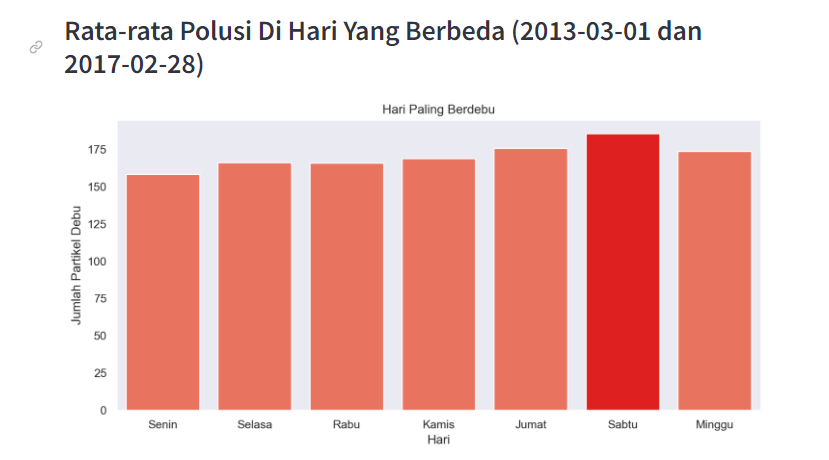 Rata-rata Polusi Di Hari Yang Berbeda (2013-03-01 dan
2017-02-28)
Hari Paling Berdebu
Jumlah Partikel Debu
175
150
125
100
75
50
25
0
Senin Selasa Rabu Kamis Jumat Sabtu Minggu
Hari